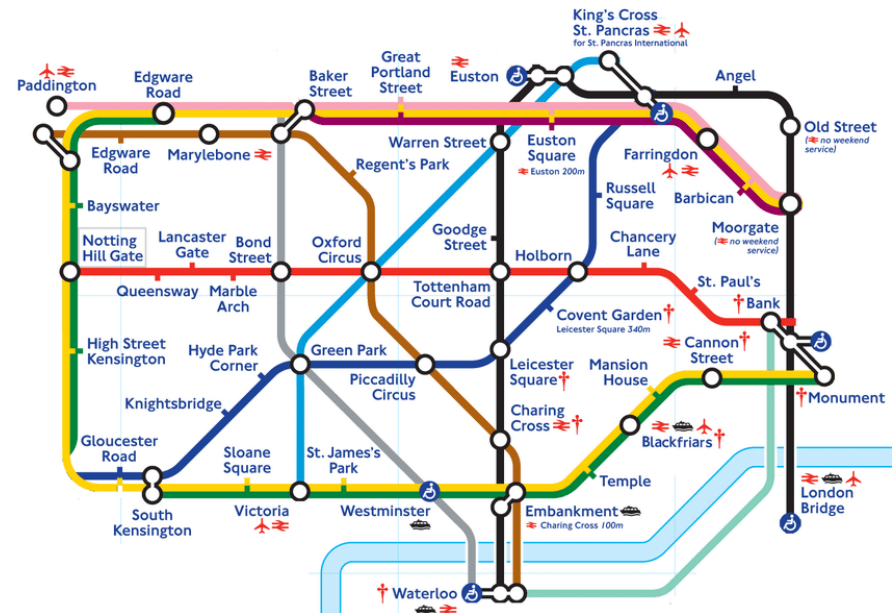 King's Cross
St. Pancras
for St. Pancras International
Paddington
Edgware
Road
Baker
Street
Great
Portland
Street
Euston
Angel
Edgware
Road
Marylebone
Regent's Park
Warren Street
Euston
Square
Euston 200m
Farringdon
Old Street
( no weekend
service)
Bayswater
Russell
Square
Barbican
Moorgate
( no weekend
service)
Notting
Hill Gate
Lancaster
Gate
Bond
Street
Oxford
Circus
Goodge
Street
Holborn
Chancery
Lane
Queensway
Marble
Arch
Tottenham
Court Road
St. Paul's
Bank
Covent Garden
Leicester Square 340m
High Street
Kensington
Hyde Park
Corner
Green Park
Piccadilly
Circus
Leicester
Square
Mansion
House
Cannon
Street
Monument
Knightsbridge
Charing
Cross
Blackfriars
Gloucester
Road
Sloane
Square
St. James's
Park
Temple
South
Kensington
Victoria
Westminster
Embankment
Charing Cross 100m
London
Bridge
Waterloo